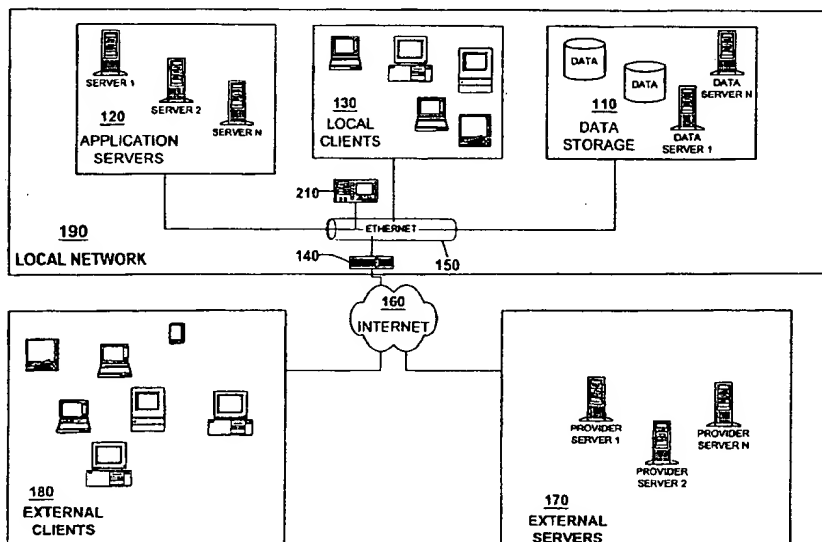 SERVER 1
SERVER 2
SERVER N
120
APPLICATION
SERVERS
130
LOCAL
CLIENTS
DATA
DATA
DATA
SERVER N
110
DATA
STORAGE
DATA
SERVER 1
210
ETHERNET
190
LOCAL NETWORK
140
150
160
INTERNET
180
EXTERNAL
CLIENTS
PROVIDER
SERVER 1
PROVIDER
SERVER 2
PROVIDER
SERVER N
170
EXTERNAL
SERVERS